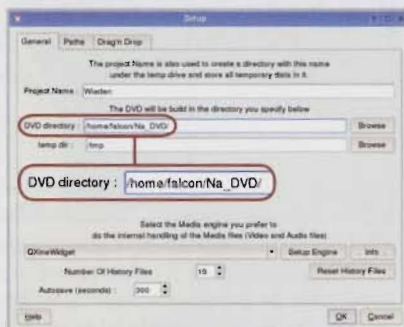 Setup
General Paths Drag'n Drop
The project Name is also used to create a directory with this name
under the temp drive and store all temporary data in it.
Project Name : Wieden
The DVD will be build in the directory you specify below
DVD directory : /home/falcon/Na_DVD/ Browse
temp dir : /tmp Browse
DVD directory : /home/falcon/Na_DVD/
Select the Media engine you prefer to
do the internal handling of the Media files (Video and Audio files)
QXineWidget Setup Engine Info
Number Of History Files 15 Reset History Files
Autosave (seconds) : 300
Help OK Cancel